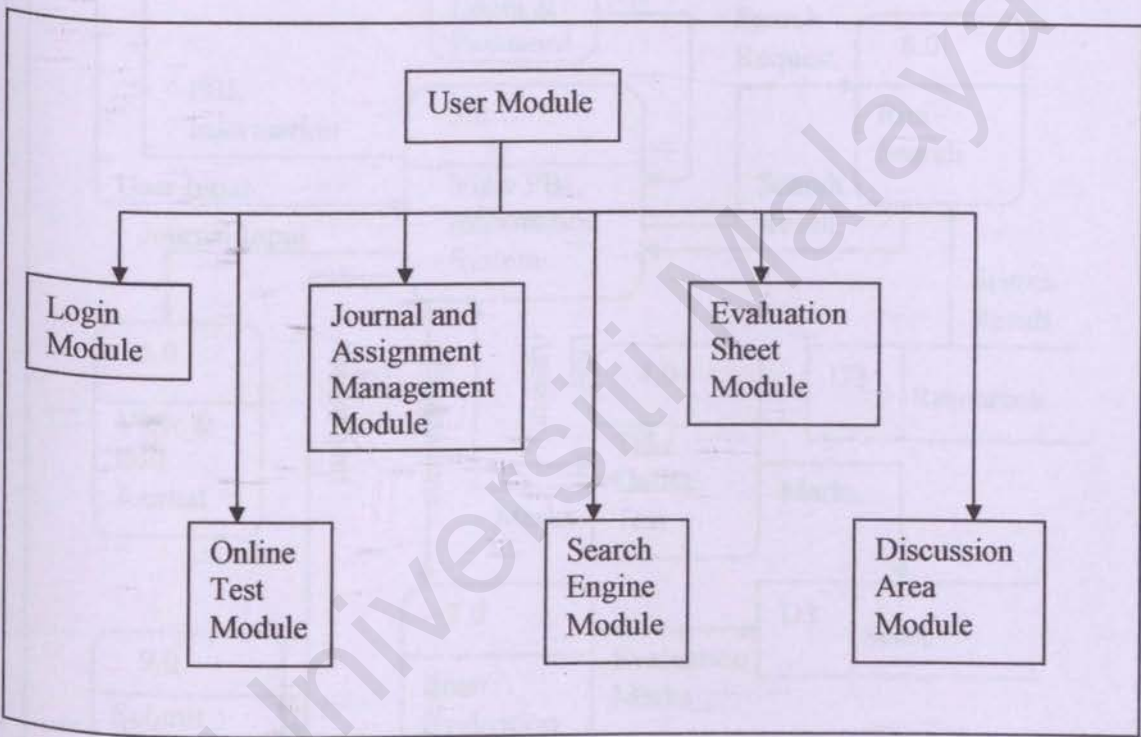 User Module
Login
Module
Journal and
Assignment
Management
Module
Evaluation
Sheet
Module
Online
Test
Module
Search
Engine
Module
Discussion
Area
Module
Universiti Malaya